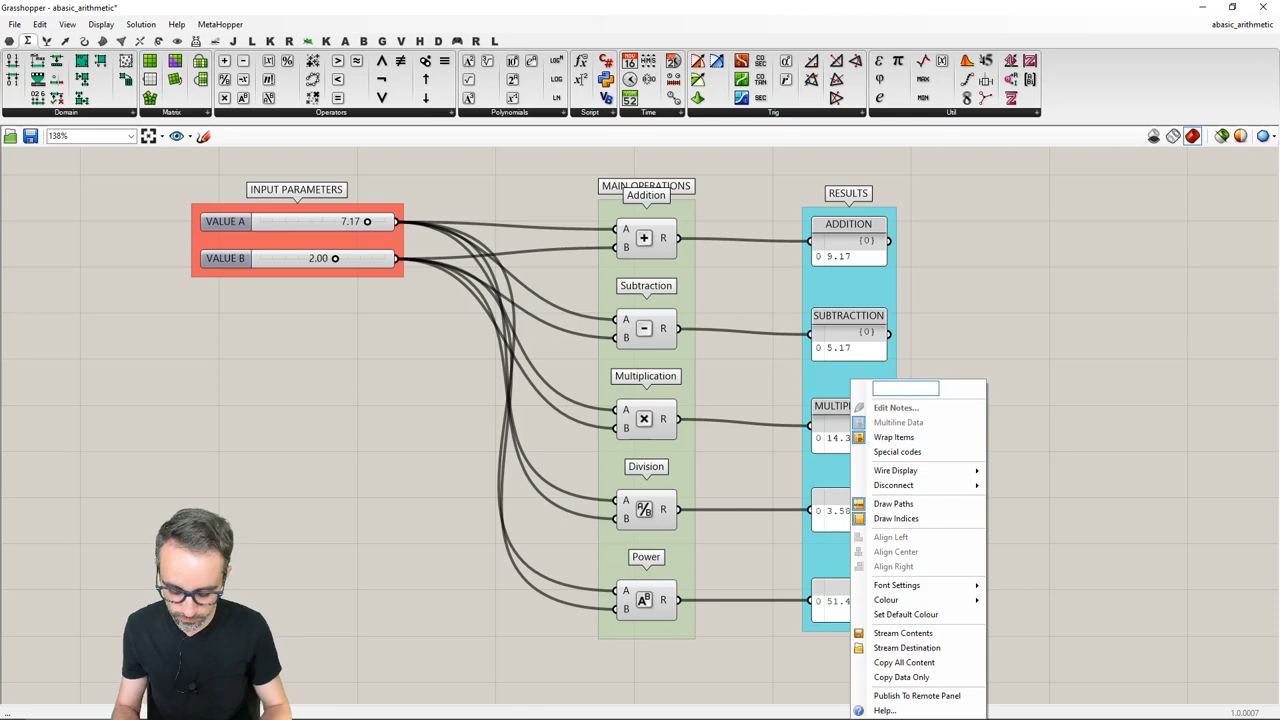 Grasshopper - abasic_arithmetic
File Edit View Display Solution Help MetaHopper
abasic_arithmetic
Σ J L K R K A B G V H D R L
Domain Matrix Operators Polynomials Script Time Trig Util
138%
INPUT PARAMETERS
MAIN OPERATIONS
RESULTS
Addition
VALUE A 7.17
A
B
R
ADDITION
{0}
0 9.17
VALUE B 2.00
Subtraction
A
B
R
SUBTRACTTION
{0}
0 5.17
Multiplication
A
B
R
MULTIPL
0 14.3
Division
A
B
A/B
R
0 3.58
Power
A
B
R
0 51.4
Edit Notes...
Multiline Data
Wrap Items
Special codes
Wire Display
Disconnect
Draw Paths
Draw Indices
Align Left
Align Center
Align Right
Font Settings
Colour
Set Default Colour
Stream Contents
Stream Destination
Copy All Content
Copy Data Only
Publish To Remote Panel
Help...
...
1.0.0007